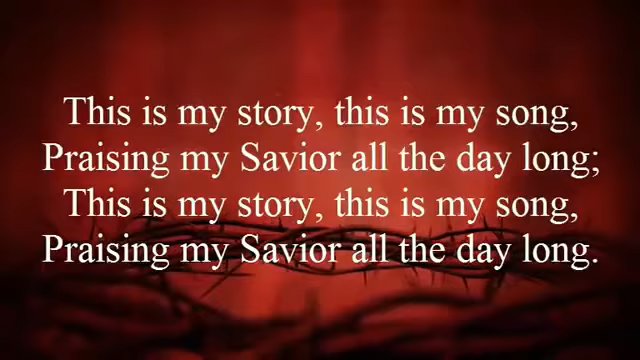 This is my story, this is my song,
Praising my Savior all the day long;
This is my story, this is my song,
Praising my Savior all the day long.